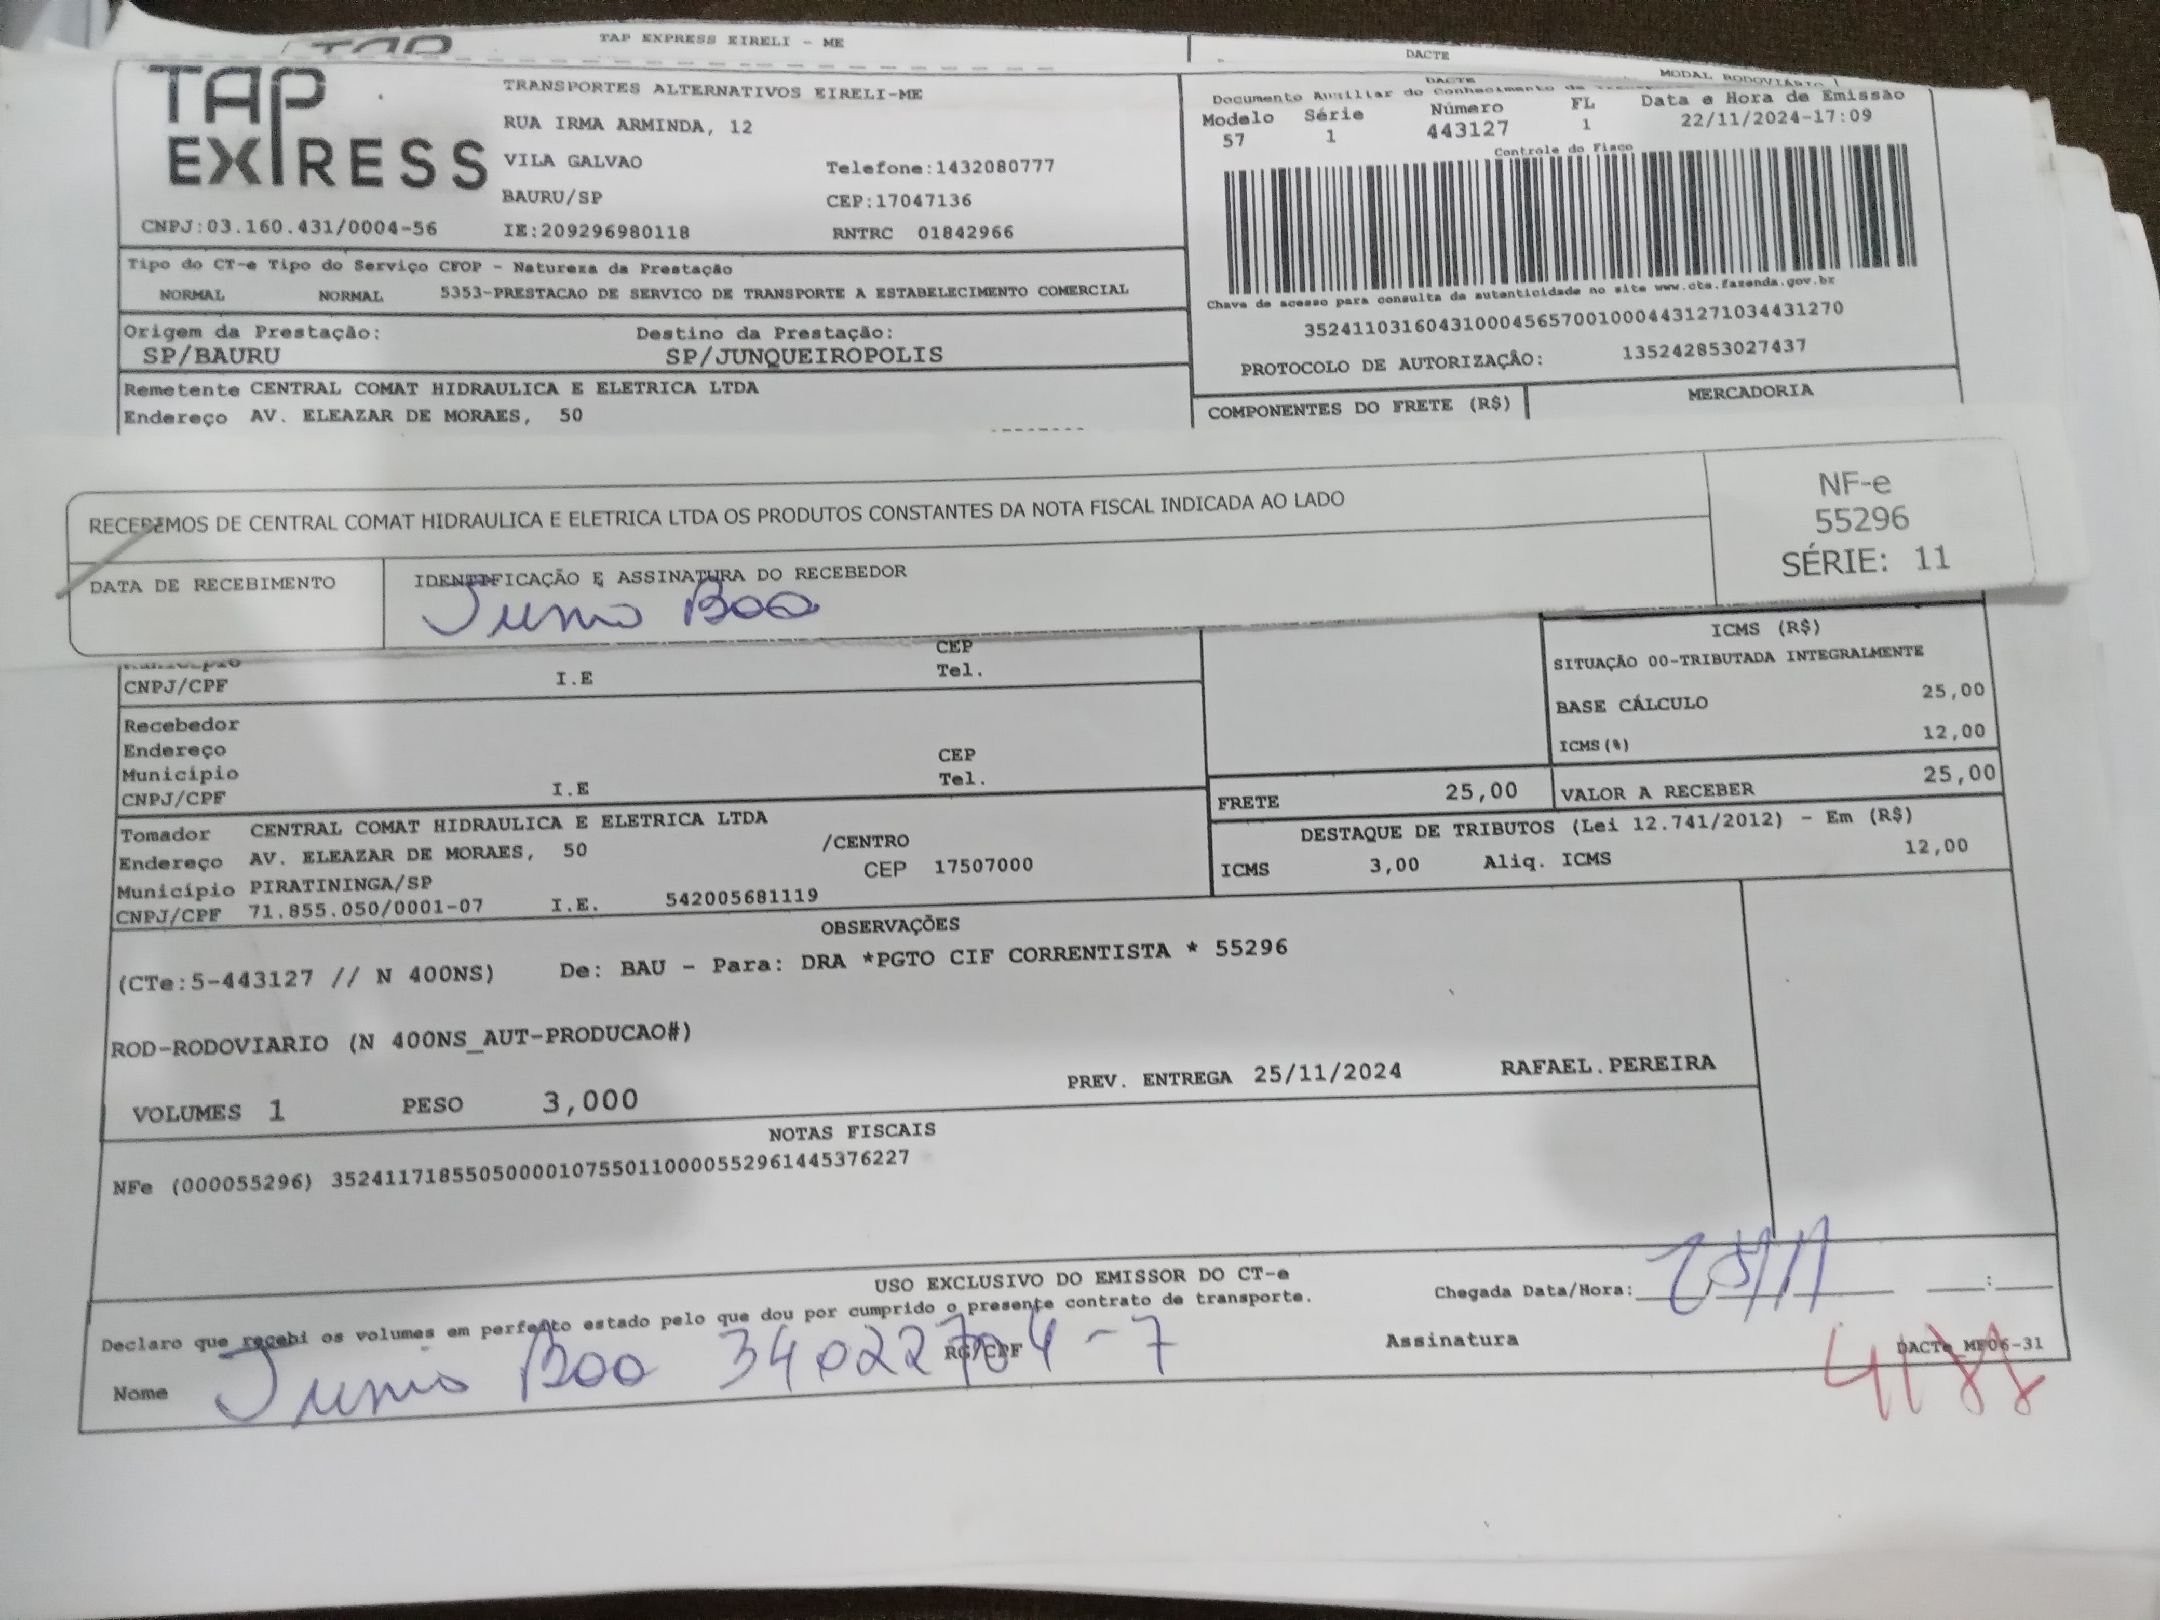 TAP EXPRESS EIRELI - ME
DACTE
TAP EXPRESS
TRANSPORTES ALTERNATIVOS EIRELI-ME
RUA IRMA ARMINDA, 12
VILA GALVAO Telefone:1432080777
BAURU/SP CEP:17047136
CNPJ:03.160.431/0004-56 IE:209296980118 RNTRC 01842966
DACTE MODAL RODOVIÁRIO
Documento Auxiliar do Conhecimento de
Modelo Série Número FL Data e Hora de Emissão
57 1 443127 1 22/11/2024-17:09
Controle do Fisco
Chave de acesso para consulta da autenticidade no site www.cte.fazenda.gov.br
35241103160431000456570010004431271034431270
PROTOCOLO DE AUTORIZAÇÃO: 135242853027437
Tipo do CT-e Tipo do Serviço CFOP - Natureza da Prestação
NORMAL NORMAL 5353-PRESTACAO DE SERVICO DE TRANSPORTE A ESTABELECIMENTO COMERCIAL
Origem da Prestação: Destino da Prestação:
SP/BAURU SP/JUNQUEIROPOLIS
Remetente CENTRAL COMAT HIDRAULICA E ELETRICA LTDA
Endereço AV. ELEAZAR DE MORAES, 50
COMPONENTES DO FRETE (R$) MERCADORIA
RECEBEMOS DE CENTRAL COMAT HIDRAULICA E ELETRICA LTDA OS PRODUTOS CONSTANTES DA NOTA FISCAL INDICADA AO LADO
NF-e
55296
SÉRIE: 11
DATA DE RECEBIMENTO IDENTIFICAÇÃO E ASSINATURA DO RECEBEDOR
Junio Boo
Município CEP
CNPJ/CPF I.E Tel.
Recebedor
Endereço
Município CEP
CNPJ/CPF I.E Tel.
ICMS (R$)
SITUAÇÃO 00-TRIBUTADA INTEGRALMENTE
BASE CÁLCULO 25,00
ICMS(%) 12,00
FRETE 25,00 VALOR A RECEBER 25,00
DESTAQUE DE TRIBUTOS (Lei 12.741/2012) - Em (R$)
ICMS 3,00 Aliq. ICMS 12,00
Tomador CENTRAL COMAT HIDRAULICA E ELETRICA LTDA
Endereço AV. ELEAZAR DE MORAES, 50 /CENTRO
Município PIRATININGA/SP CEP 17507000
CNPJ/CPF 71.855.050/0001-07 I.E. 542005681119
OBSERVAÇÕES
(CTe:5-443127 // N 400NS) De: BAU - Para: DRA *PGTO CIF CORRENTISTA * 55296
ROD-RODOVIARIO (N 400NS_AUT-PRODUCAO#)
PREV. ENTREGA 25/11/2024 RAFAEL.PEREIRA
VOLUMES 1 PESO 3,000
NOTAS FISCAIS
NFe (000055296) 35241171855050000107550110000552961445376227
USO EXCLUSIVO DO EMISSOR DO CT-e
Declaro que recebi os volumes em perfeito estado pelo que dou por cumprido o presente contrato de transporte.
Chegada Data/Hora: 25/11 :
Nome Junio Boo RG/CPF 34022704-7 Assinatura
DACTe MF06-31